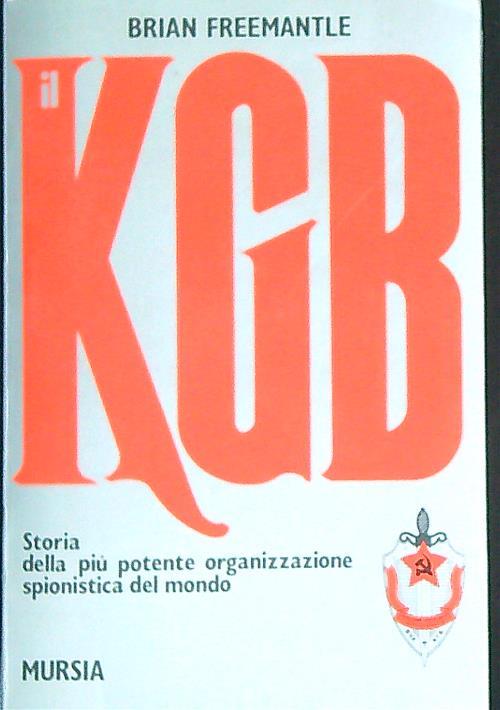 BRIAN FREEMANTLE
il
KGB
Storia
della più potente organizzazione
spionistica del mondo
MURSIA